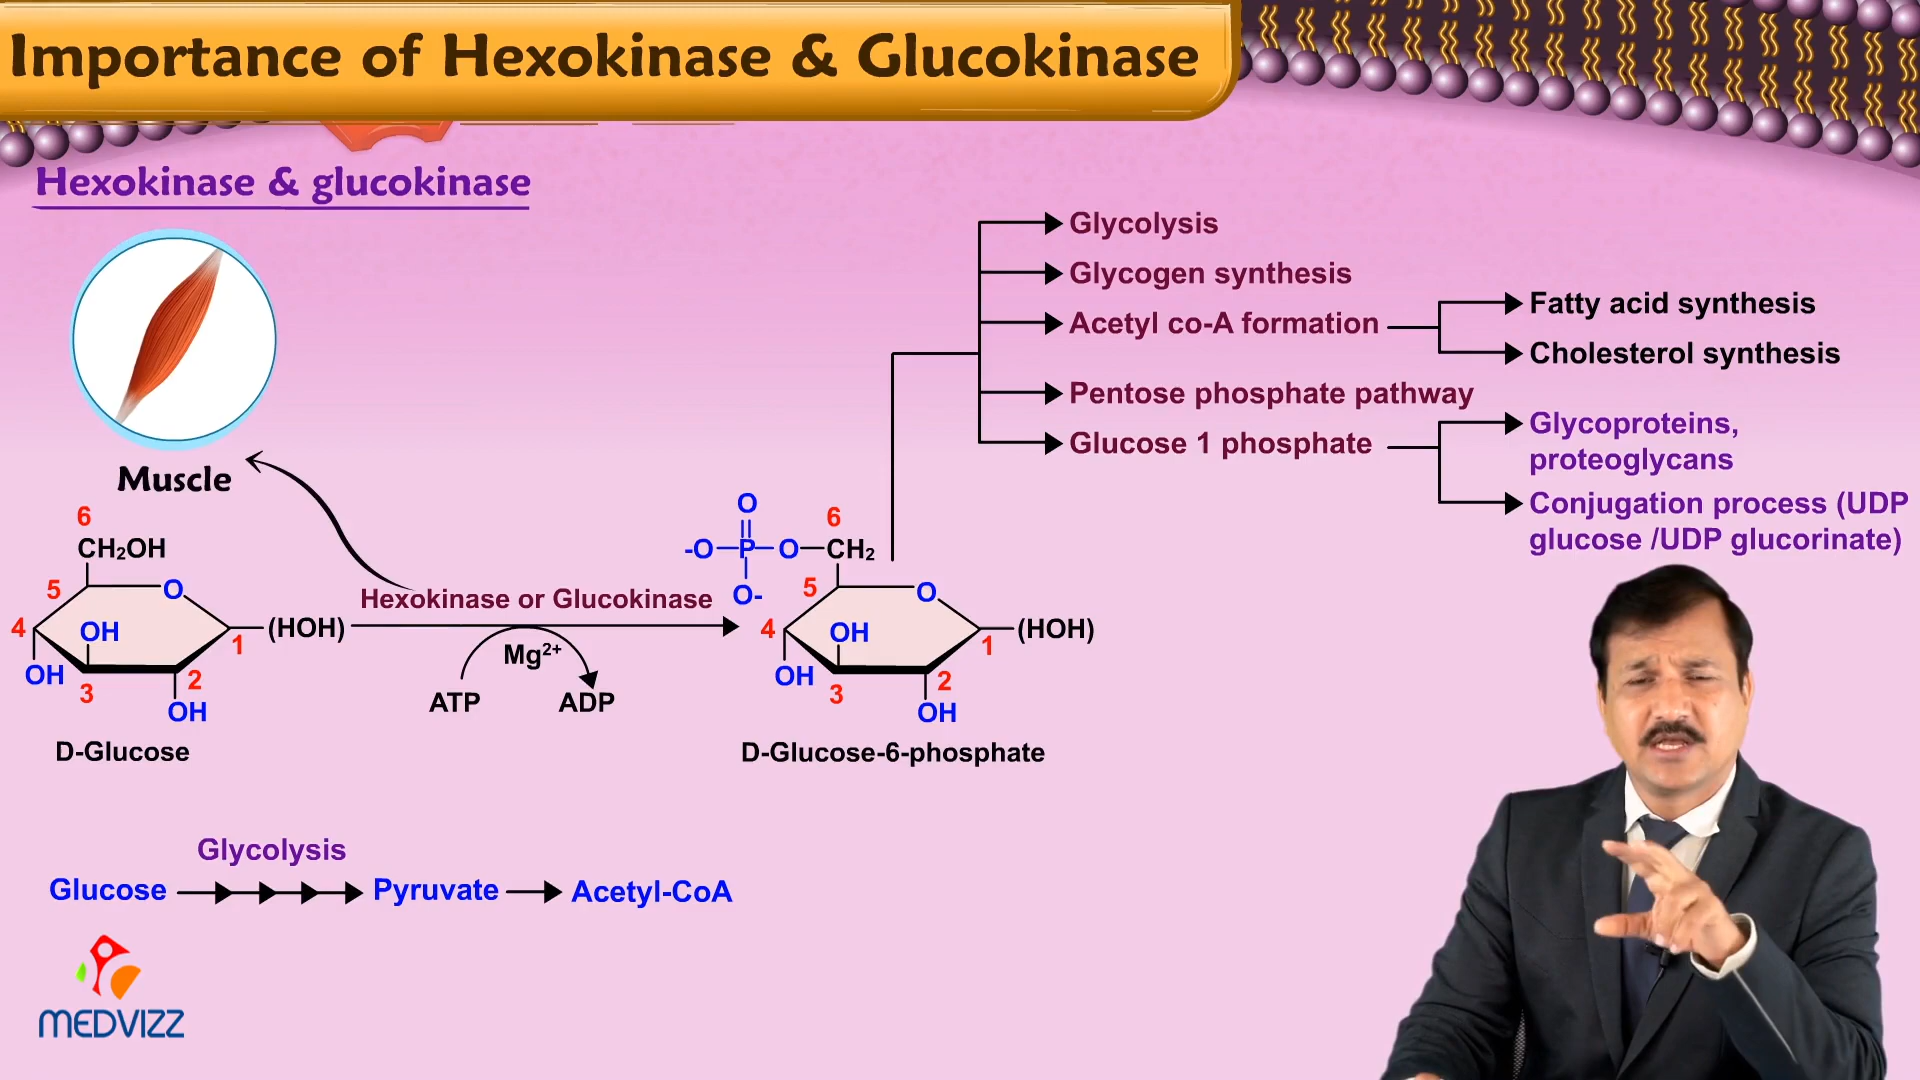 Importance of Hexokinase & Glucokinase
Hexokinase & glucokinase
Muscle
Glycolysis
Glycogen synthesis
Acetyl co-A formation
Fatty acid synthesis
Cholesterol synthesis
Pentose phosphate pathway
Glucose 1 phosphate
Glycoproteins,
proteoglycans
Conjugation process (UDP
glucose /UDP glucorinate)
6
CH₂OH
5
O
4
OH
(HOH)
1
OH
3
2
OH
D-Glucose
Hexokinase or Glucokinase
Mg²⁺
ATP
ADP
O
-O
P
O
CH₂
6
O-
5
O
4
OH
(HOH)
1
OH
3
2
OH
D-Glucose-6-phosphate
Glycolysis
Glucose
Pyruvate
Acetyl-CoA
MEDVIZZ